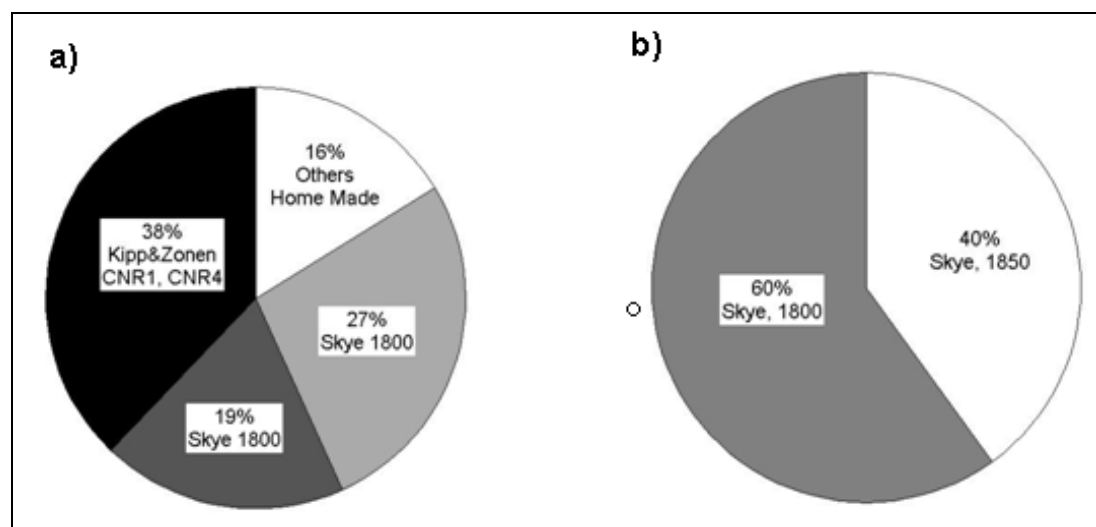 a)
16%
Others
Home Made
38%
Kipp&Zonen
CNR1, CNR4
27%
Skye 1800
19%
Skye 1800
b)
40%
Skye, 1850
60%
Skye, 1800